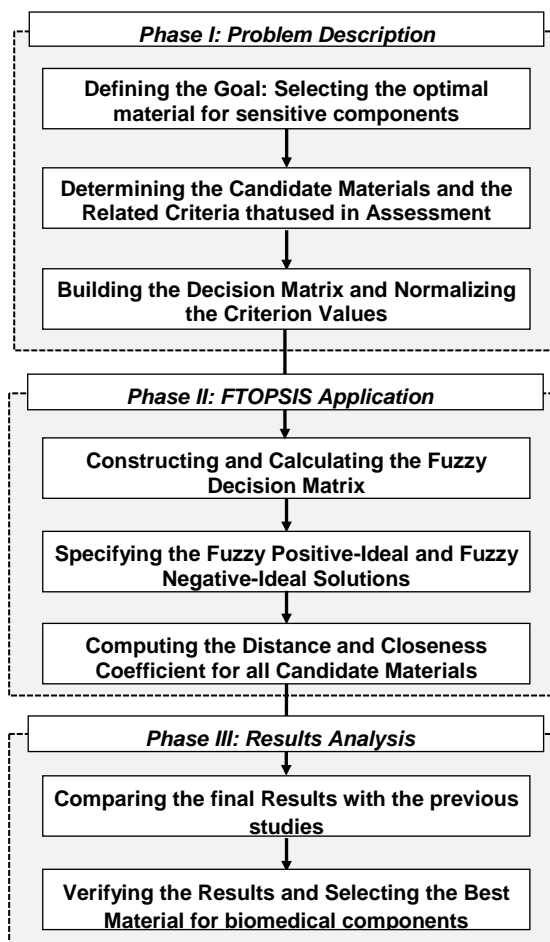 Phase I: Problem Description
Defining the Goal: Selecting the optimal
material for sensitive components
Determining the Candidate Materials and the
Related Criteria thatused in Assessment
Building the Decision Matrix and Normalizing
the Criterion Values
Phase II: FTOPSIS Application
Constructing and Calculating the Fuzzy
Decision Matrix
Specifying the Fuzzy Positive-Ideal and Fuzzy
Negative-Ideal Solutions
Computing the Distance and Closeness
Coefficient for all Candidate Materials
Phase III: Results Analysis
Comparing the final Results with the previous
studies
Verifying the Results and Selecting the Best
Material for biomedical components